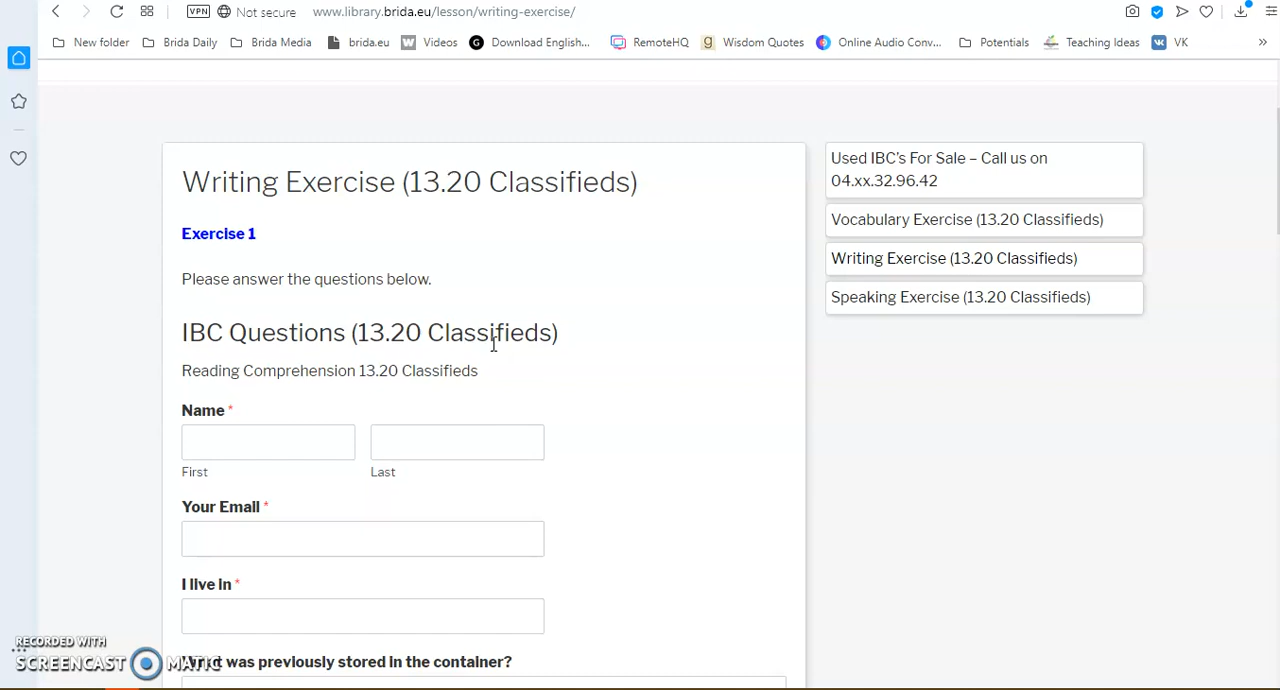 VPN
Not secure
www.library.brida.eu/lesson/writing-exercise/
New folder
Brida Daily
Brida Media
brida.eu
W
Videos
G
Download English...
RemoteHQ
g
Wisdom Quotes
Online Audio Conv...
Potentials
Teaching Ideas
VK
Writing Exercise (13.20 Classifieds)
Exercise 1
Please answer the questions below.
IBC Questions (13.20 Classifieds)
Reading Comprehension 13.20 Classifieds
Name *
First
Last
Your Email *
I live in *
was previously stored in the container?
Used IBC's For Sale – Call us on
04.xx.32.96.42
Vocabulary Exercise (13.20 Classifieds)
Writing Exercise (13.20 Classifieds)
Speaking Exercise (13.20 Classifieds)
RECORDED WITH
SCREENCAST MATIC